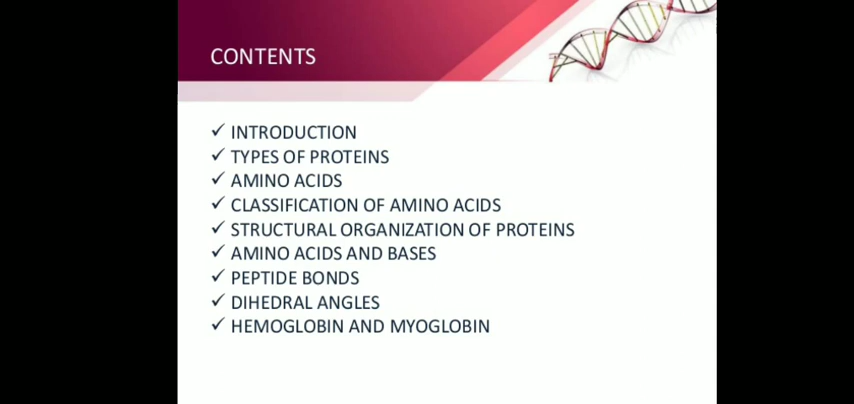 CONTENTS
✓ INTRODUCTION
✓ TYPES OF PROTEINS
✓ AMINO ACIDS
✓ CLASSIFICATION OF AMINO ACIDS
✓ STRUCTURAL ORGANIZATION OF PROTEINS
✓ AMINO ACIDS AND BASES
✓ PEPTIDE BONDS
✓ DIHEDRAL ANGLES
✓ HEMOGLOBIN AND MYOGLOBIN